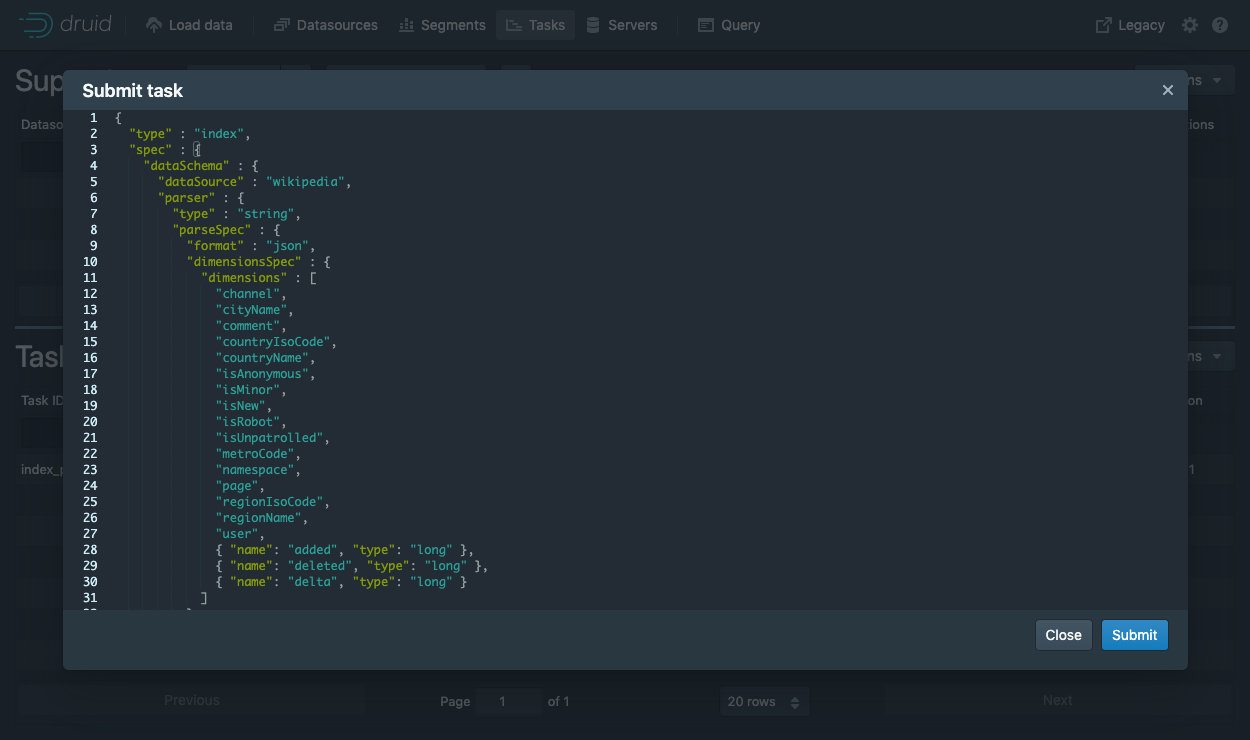 druid
Load data
Datasources
Segments
Tasks
Servers
Query
Legacy
Submit task
1 {
2 "type" : "index",
3 "spec" : {
4 "dataSchema" : {
5 "dataSource" : "wikipedia",
6 "parser" : {
7 "type" : "string",
8 "parseSpec" : {
9 "format" : "json",
10 "dimensionsSpec" : {
11 "dimensions" : [
12 "channel",
13 "cityName",
14 "comment",
15 "countryIsoCode",
16 "countryName",
17 "isAnonymous",
18 "isMinor",
19 "isNew",
20 "isRobot",
21 "isUnpatrolled",
22 "metroCode",
23 "namespace",
24 "page",
25 "regionIsoCode",
26 "regionName",
27 "user",
28 { "name": "added", "type": "long" },
29 { "name": "deleted", "type": "long" },
30 { "name": "delta", "type": "long" }
31 ]
Close
Submit
Task ID
Previous
Page 1 of 1
20 rows
Next